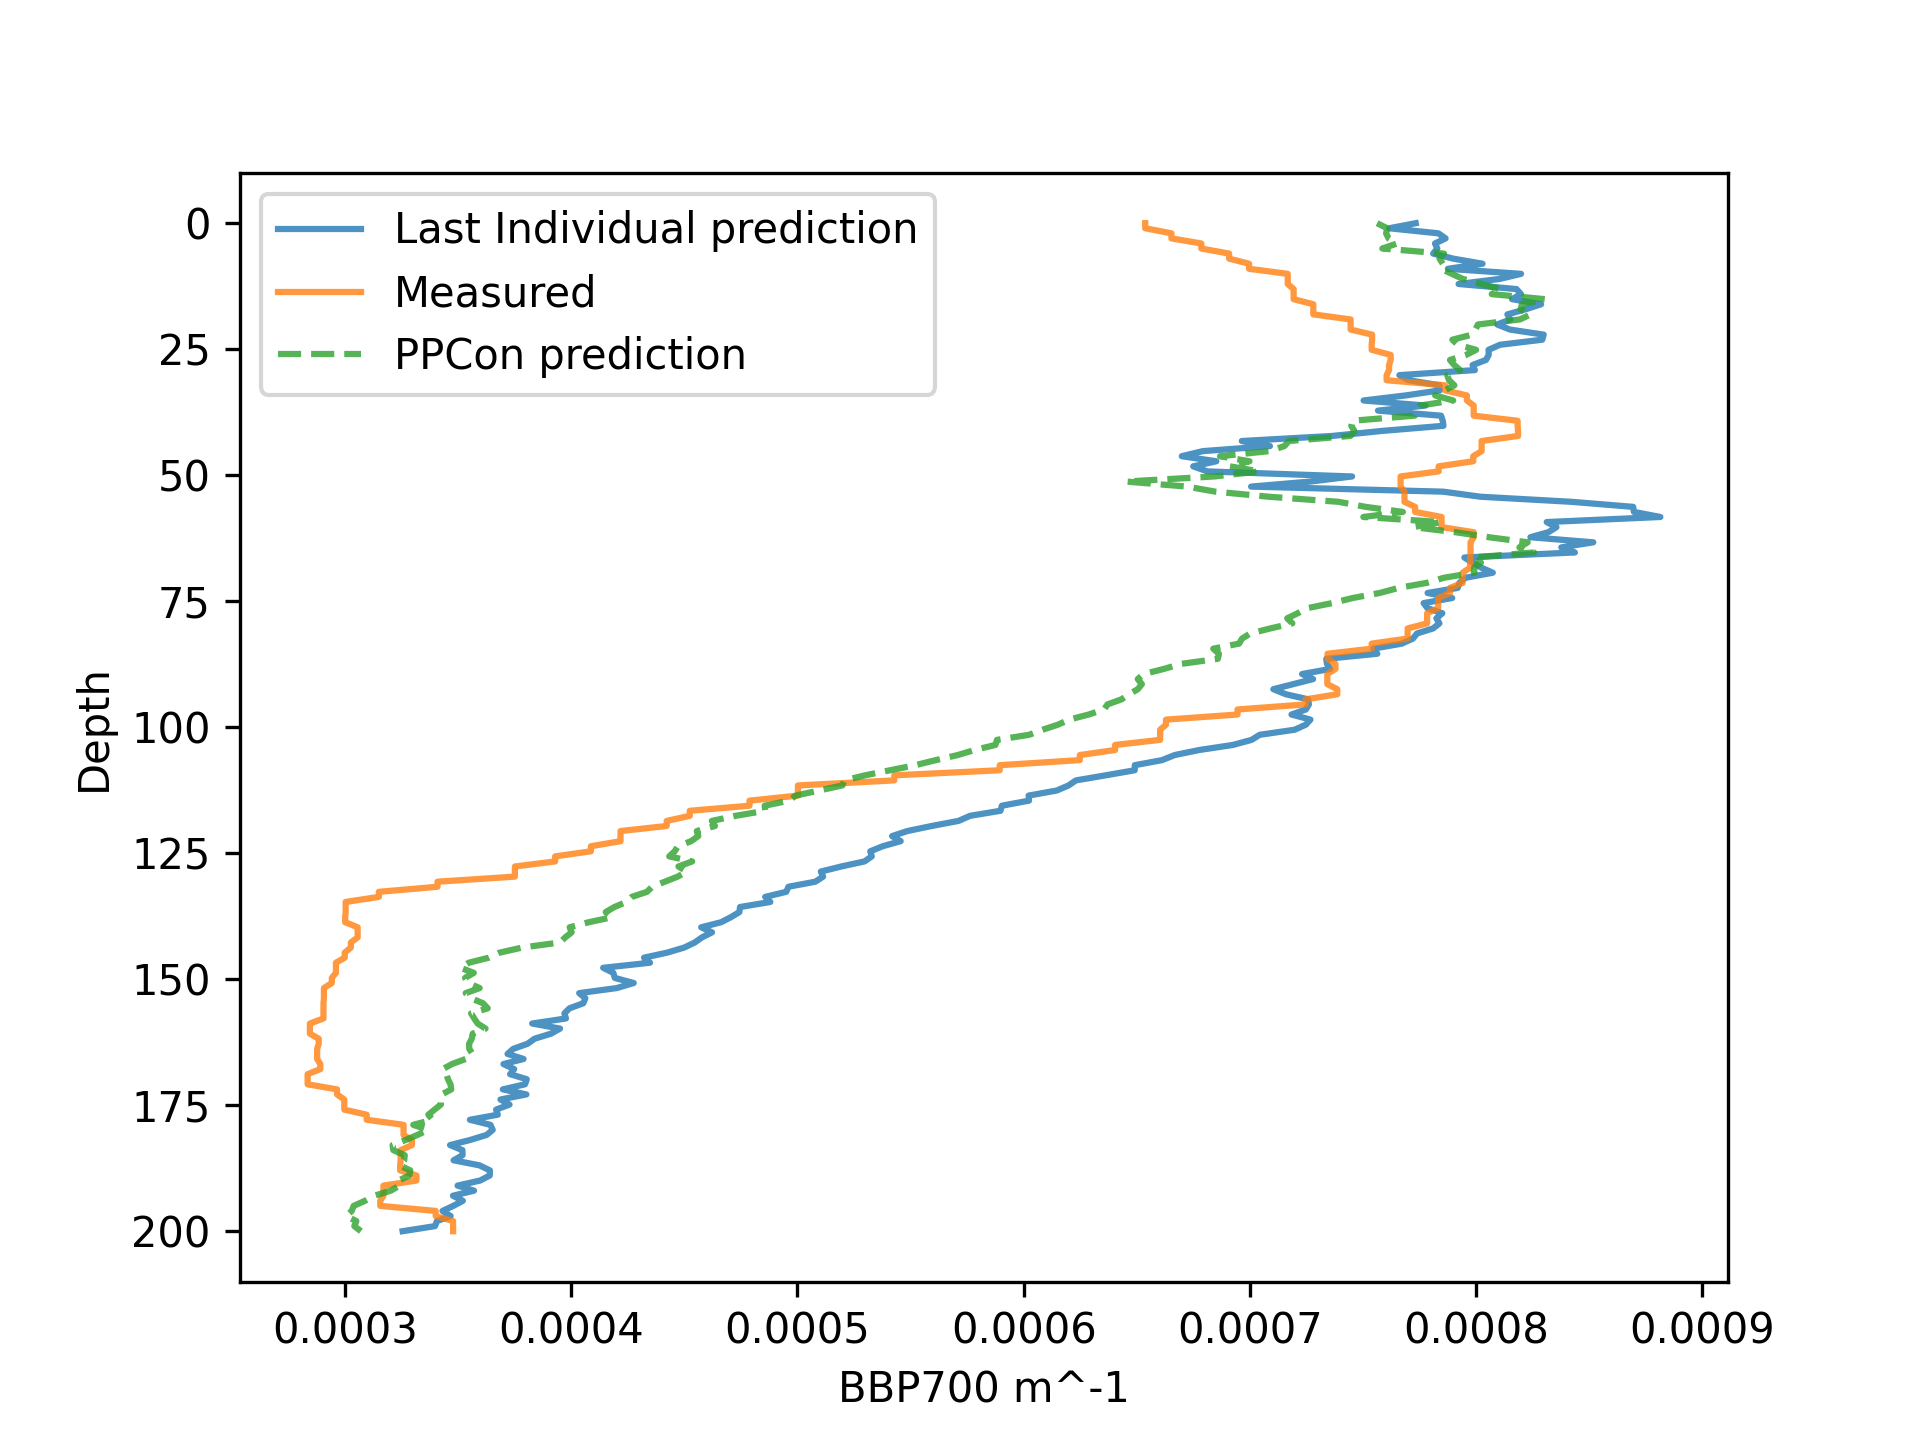 Last Individual prediction
Measured
PPCon prediction
0
25
50
75
100
125
150
175
200
Depth
0.0003 0.0004 0.0005 0.0006 0.0007 0.0008 0.0009
BBP700 m^-1